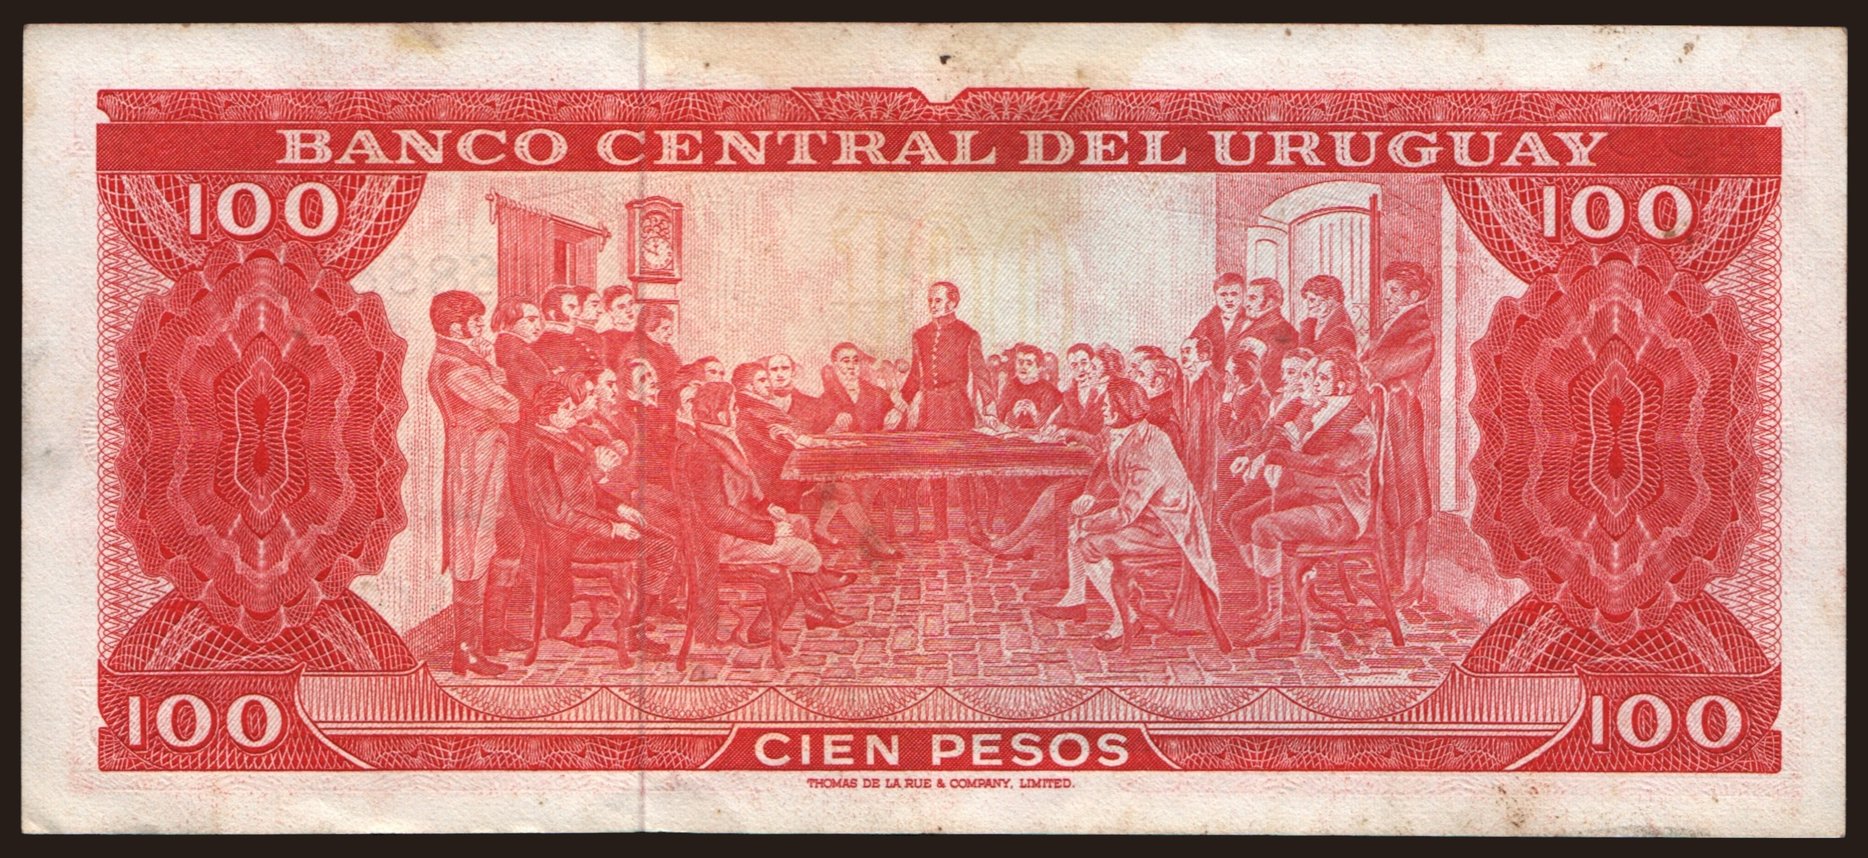 BANCO CENTRAL DEL URUGUAY
100 100
100 100
CIEN PESOS
THOMAS DE LA RUE & COMPANY, LIMITED.